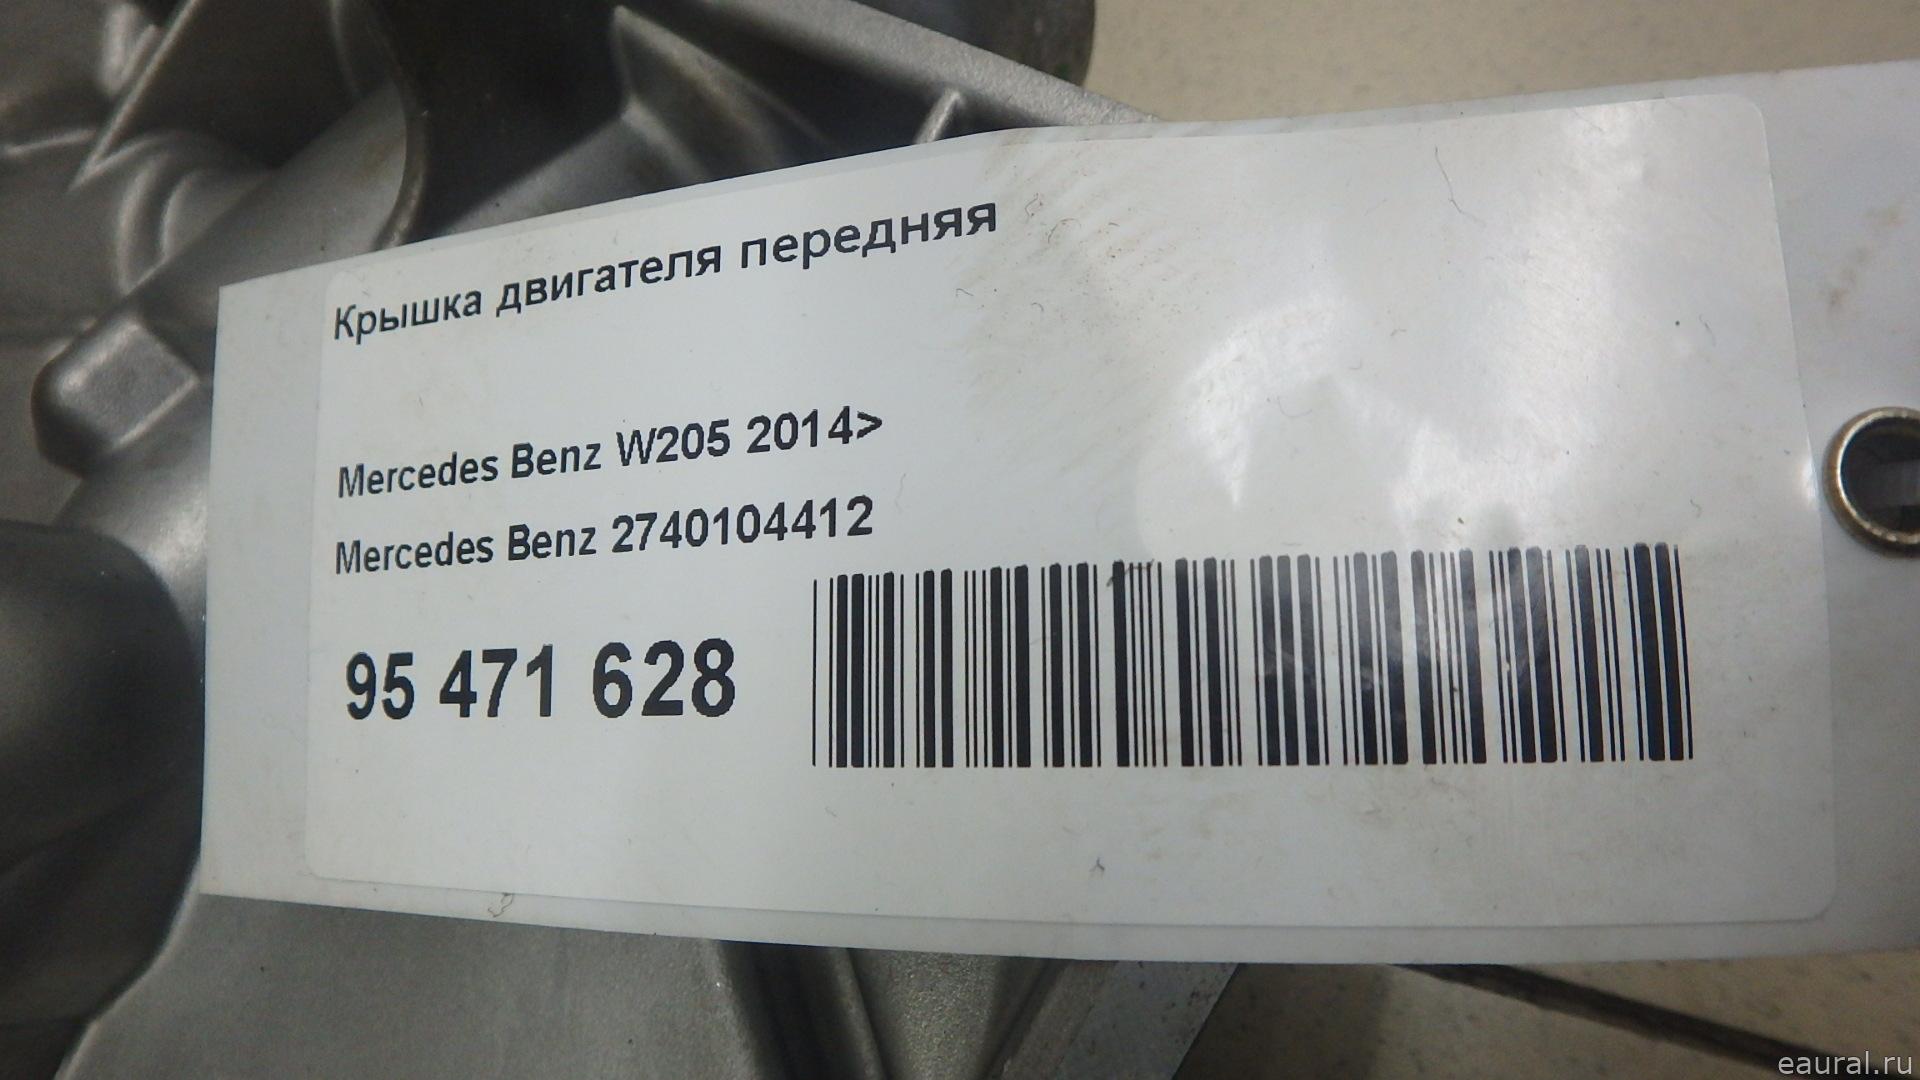 Крышка двигателя передняя
Mercedes Benz W205 2014>
Mercedes Benz 2740104412
95 471 628
eaural.ru